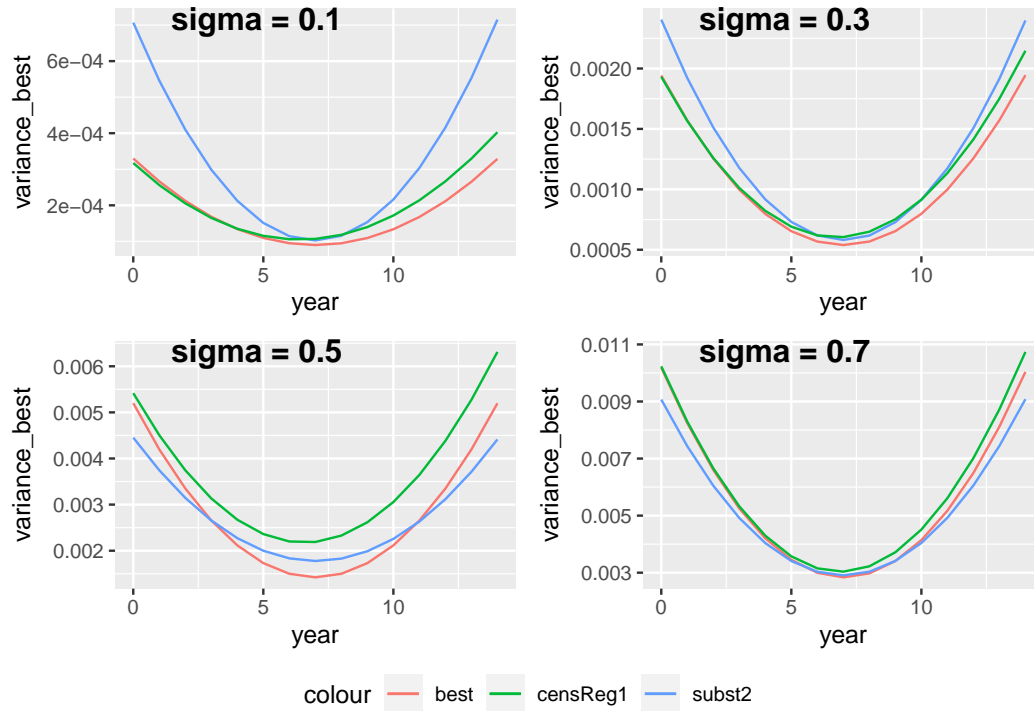 sigma = 0.1
variance_best
6e−04
4e−04
2e−04
0
5
10
year
sigma = 0.3
variance_best
0.0020
0.0015
0.0010
0.0005
0
5
10
year
sigma = 0.5
variance_best
0.006
0.005
0.004
0.003
0.002
0
5
10
year
sigma = 0.7
variance_best
0.011
0.009
0.007
0.005
0.003
0
5
10
year
colour best censReg1 subst2